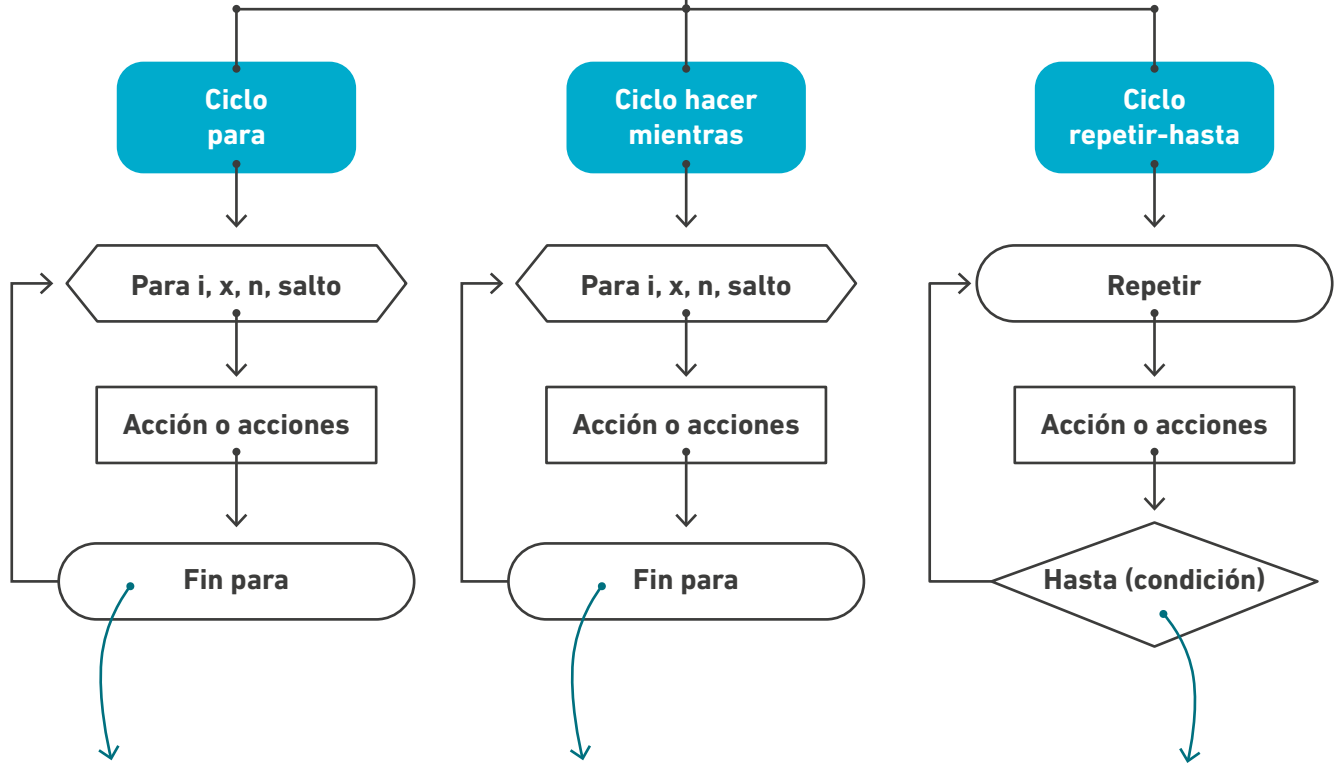 Ciclo
para
Ciclo hacer
mientras
Ciclo
repetir-hasta
Para i, x, n, salto
Para i, x, n, salto
Repetir
Acción o acciones
Acción o acciones
Acción o acciones
Fin para
Fin para
Hasta (condición)